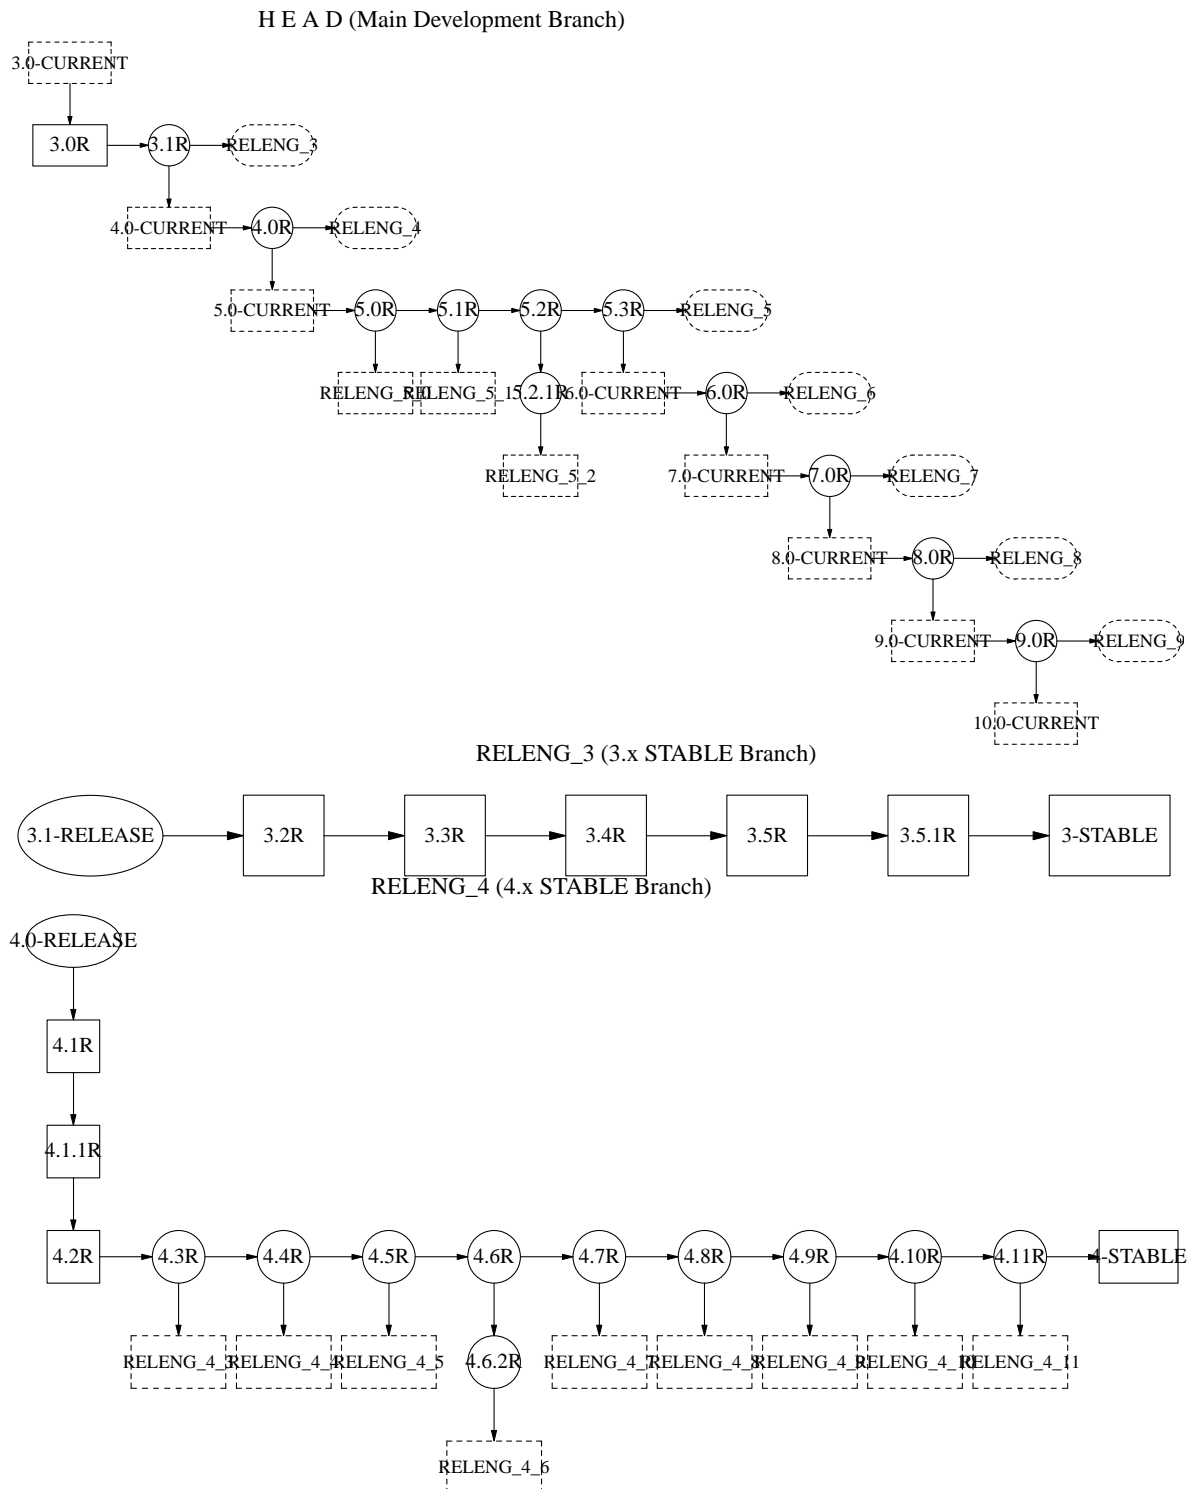 H E A D (Main Development Branch)
3.0-CURRENT
3.0R
3.1R
RELENG_3
4.0-CURRENT
4.0R
RELENG_4
5.0-CURRENT
5.0R
5.1R
5.2R
5.3R
RELENG_5
RELENG_5_0
RELENG_5_1
5.2.1R
6.0-CURRENT
6.0R
RELENG_6
RELENG_5_2
7.0-CURRENT
7.0R
RELENG_7
8.0-CURRENT
8.0R
RELENG_8
9.0-CURRENT
9.0R
RELENG_9
10.0-CURRENT
RELENG_3 (3.x STABLE Branch)
3.1-RELEASE
3.2R
3.3R
3.4R
3.5R
3.5.1R
3-STABLE
RELENG_4 (4.x STABLE Branch)
4.0-RELEASE
4.1R
4.1.1R
4.2R
4.3R
4.4R
4.5R
4.6R
4.7R
4.8R
4.9R
4.10R
4.11R
4-STABLE
RELENG_4_3
RELENG_4_4
RELENG_4_5
4.6.2R
RELENG_4_7
RELENG_4_8
RELENG_4_9
RELENG_4_10
RELENG_4_11
RELENG_4_6